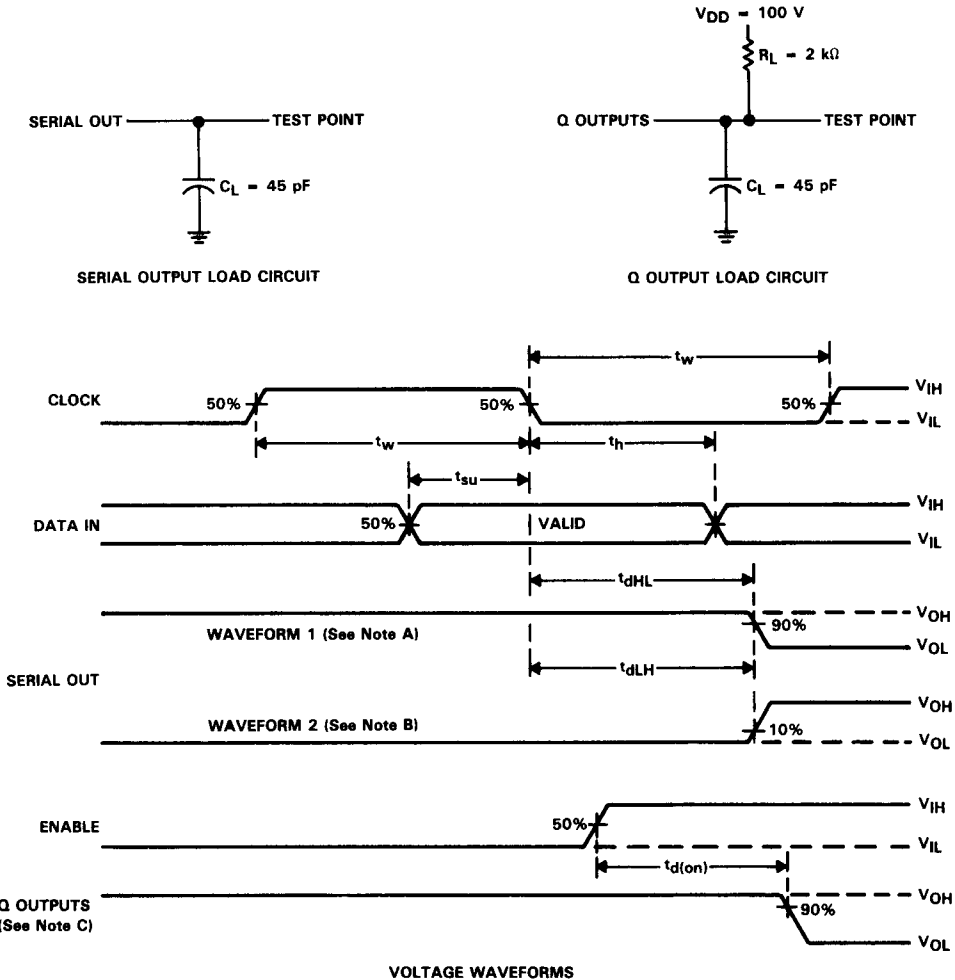 VDD = 100 V
RL = 2 kΩ
SERIAL OUT TEST POINT
Q OUTPUTS TEST POINT
CL = 45 pF
CL = 45 pF
SERIAL OUTPUT LOAD CIRCUIT
Q OUTPUT LOAD CIRCUIT
tw
CLOCK 50% 50% 50% VIH
VIL
tw th
tsu
DATA IN 50% VALID VIH
VIL
tdHL
WAVEFORM 1 (See Note A) 90% VOH
VOL
tdLH
SERIAL OUT
WAVEFORM 2 (See Note B) 10% VOH
VOL
ENABLE 50% VIH
VIL
td(on)
Q OUTPUTS
(See Note C)
90% VOH
VOL
VOLTAGE WAVEFORMS